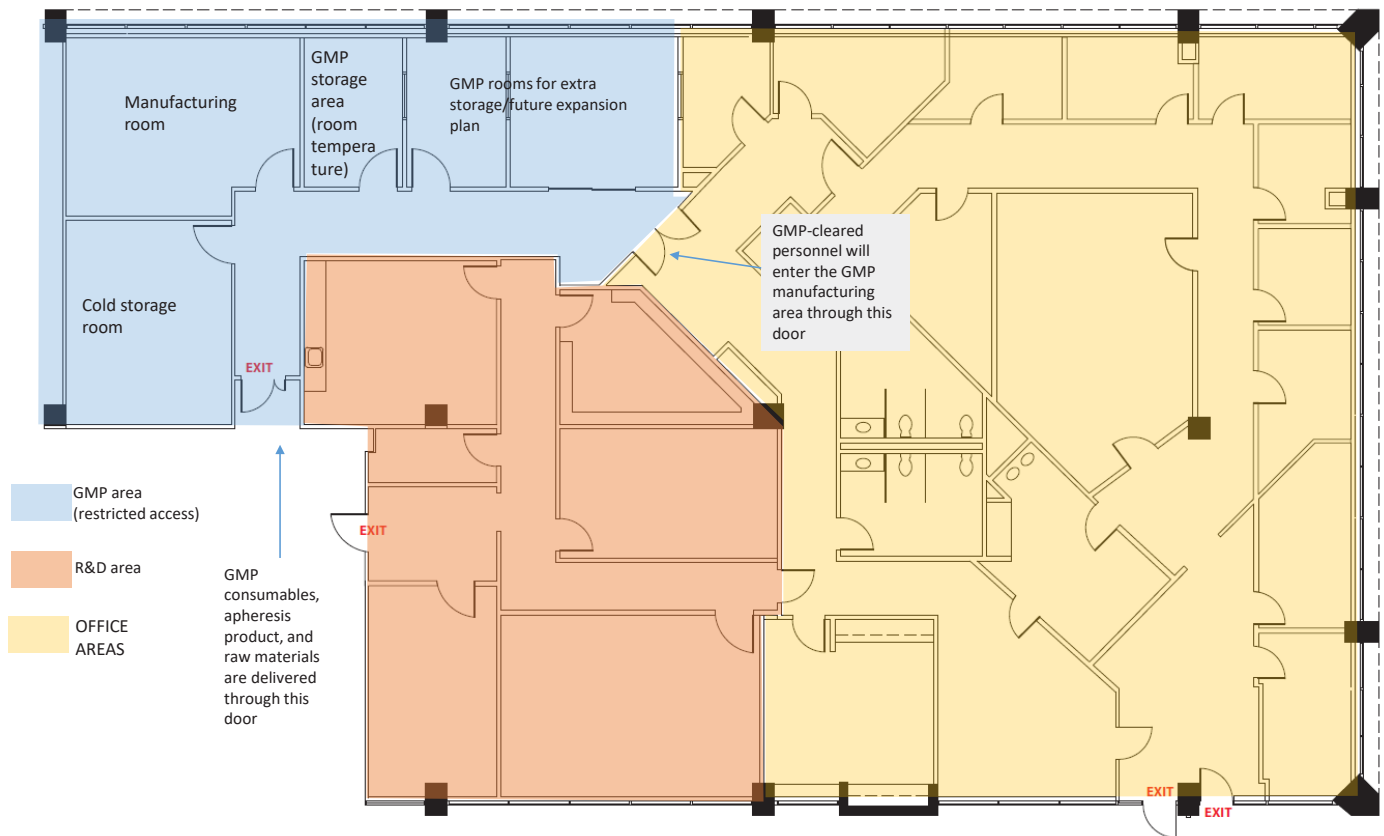 Manufacturing
room
GMP
storage
area
(room
tempera
ture)
GMP rooms for extra
storage/future expansion
plan
GMP-cleared
personnel will
enter the GMP
manufacturing
area through this
door
Cold storage
room
EXIT
GMP area
(restricted access)
EXIT
R&D area
GMP
consumables,
apheresis
product, and
raw materials
are delivered
through this
door
OFFICE
AREAS
EXIT
EXIT